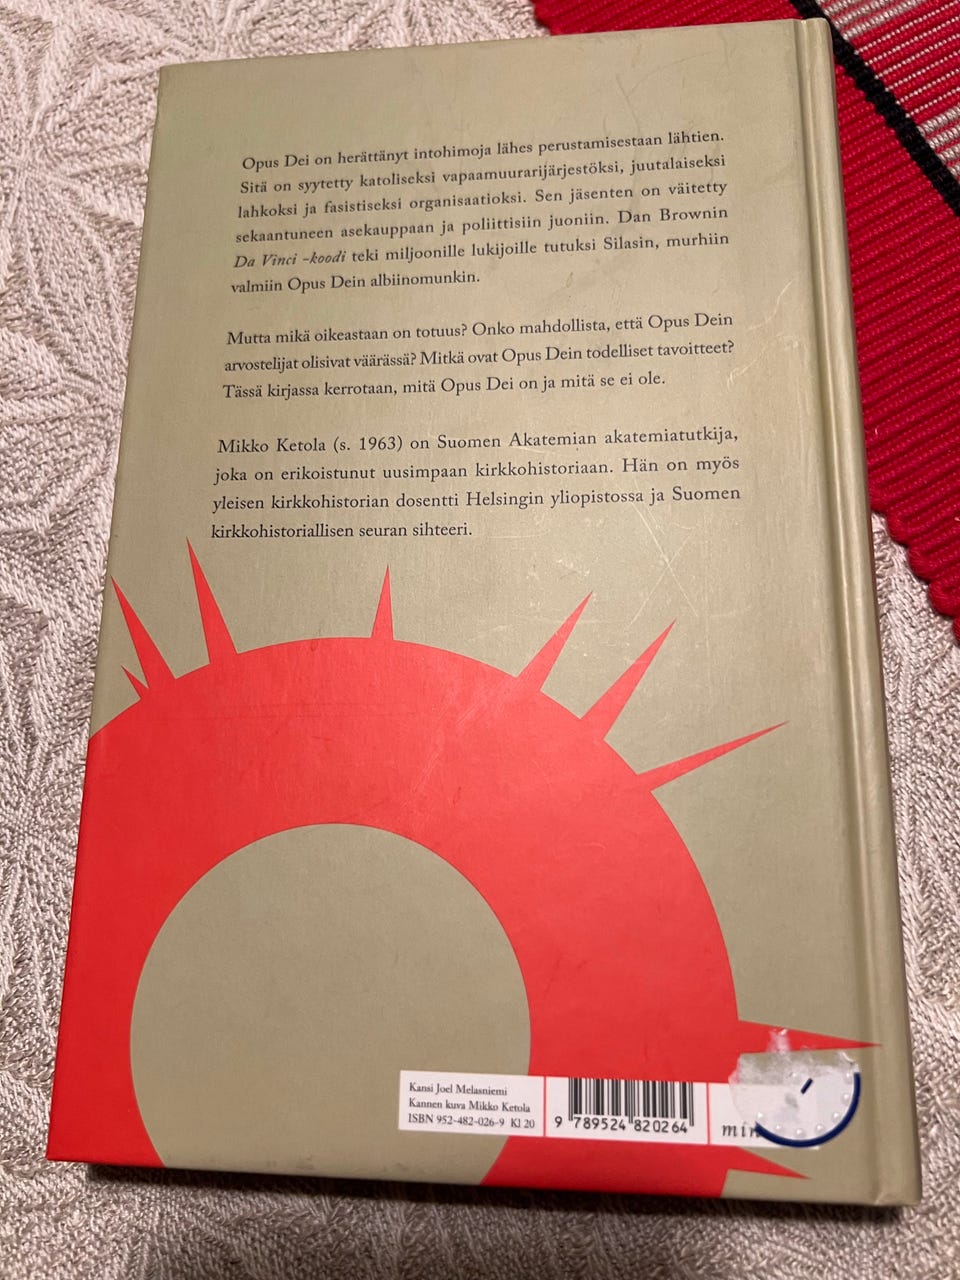 Opus Dei on herättänyt intohimoja lähes perustamisestaan lähtien.
Sitä on syytetty katoliseksi vapaamuurarijärjestöksi, juutalaiseksi
lahkoksi ja fasistiseksi organisaatioksi. Sen jäsenten on väitetty
sekaantuneen asekauppaan ja poliittisiin juoniin. Dan Brownin
Da Vinci -koodi teki miljoonille lukijoille tutuksi Silasin, murhiin
valmiin Opus Dein albiinomunkin.
Mutta mikä oikeastaan on totuus? Onko mahdollista, että Opus Dein
arvostelijat olisivat väärässä? Mitkä ovat Opus Dein todelliset tavoitteet?
Tässä kirjassa kerrotaan, mitä Opus Dei on ja mitä se ei ole.
Mikko Ketola (s. 1963) on Suomen Akatemian akatemiatutkija,
joka on erikoistunut uusimpaan kirkkohistoriaan. Hän on myös
yleisen kirkkohistorian dosentti Helsingin yliopistossa ja Suomen
kirkkohistoriallisen seuran sihteeri.
Kansi Joel Melasniemi
Kannen kuva Mikko Ketola
ISBN 952-482-026-9 Kl 20
9 789524 820264